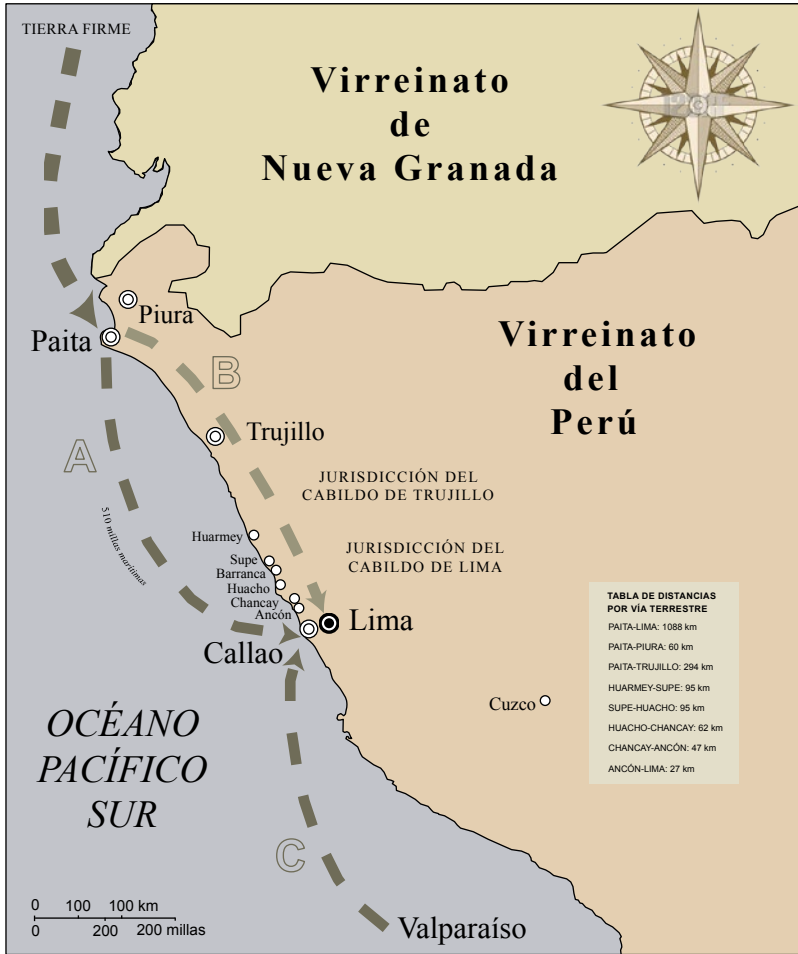 TIERRA FIRME
Virreinato
de
Nueva Granada
Piura
Paita
Virreinato
del
Perú
B
Trujillo
A
JURISDICCIÓN DEL
CABILDO DE TRUJILLO
510 millas marítimas
Huarmey
JURISDICCIÓN DEL
CABILDO DE LIMA
Supe
Barranca
Huacho
Chancay
Ancón
Lima
Callao
TABLA DE DISTANCIAS
POR VÍA TERRESTRE
PAITA-LIMA: 1088 km
PAITA-PIURA: 60 km
PAITA-TRUJILLO: 294 km
HUARMEY-SUPE: 95 km
SUPE-HUACHO: 95 km
HUACHO-CHANCAY: 62 km
CHANCAY-ANCÓN: 47 km
ANCÓN-LIMA: 27 km
Cuzco
OCÉANO
PACÍFICO
SUR
C
0 100 100 km
0 200 200 millas
Valparaíso